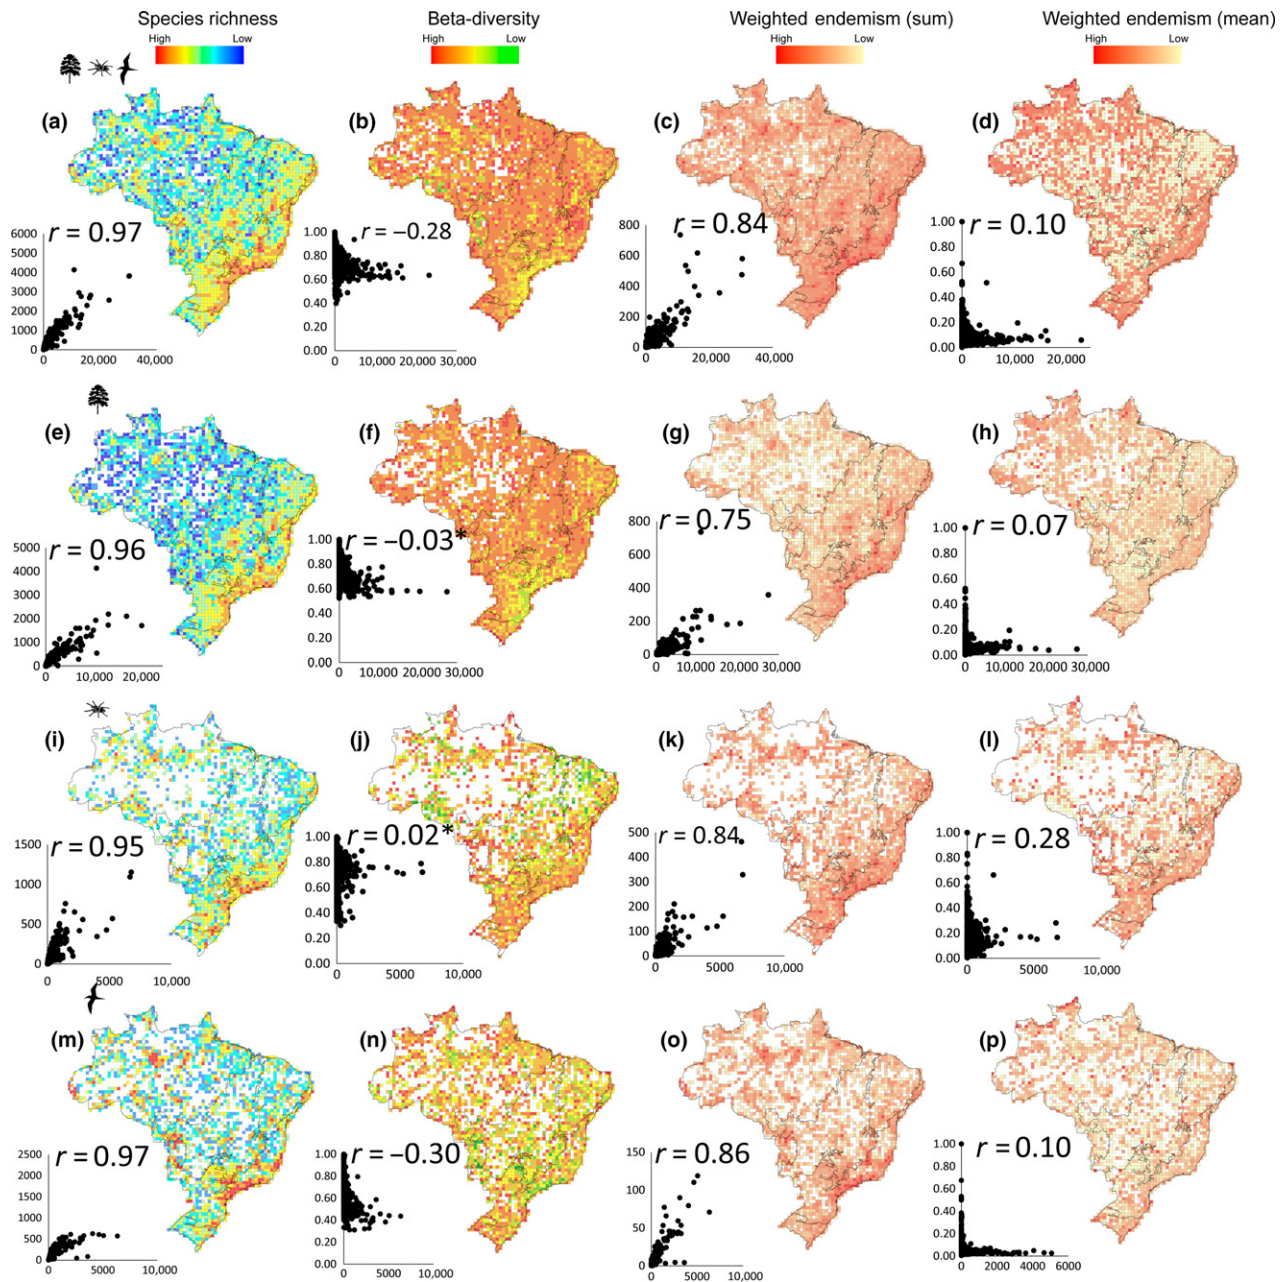 Species richness
High Low
Beta-diversity
High Low
Weighted endemism (sum)
High Low
Weighted endemism (mean)
High Low
(a)
r = 0.97
6000
5000
4000
3000
2000
1000
0
0 20,000 40,000
(b)
r = −0.28
1.00
0.80
0.60
0.40
0.20
0.00
0 10,000 20,000 30,000
(c)
r = 0.84
800
600
400
200
0
0 20,000 40,000
(d)
r = 0.10
1.00
0.80
0.60
0.40
0.20
0.00
0 10,000 20,000
(e)
r = 0.96
5000
4000
3000
2000
1000
0
0 10,000 20,000
(f)
r = −0.03*
1.00
0.80
0.60
0.40
0.20
0.00
0 10,000 20,000 30,000
(g)
r = 0.75
800
600
400
200
0
0 10,000 20,000 30,000
(h)
r = 0.07
1.00
0.80
0.60
0.40
0.20
0.00
0 10,000 20,000 30,000
(i)
r = 0.95
1500
1000
500
0
0 5000 10,000
(j)
r = 0.02*
1.00
0.80
0.60
0.40
0.20
0.00
0 5000 10,000
(k)
r = 0.84
500
400
300
200
100
0
0 5000 10,000
(l)
r = 0.28
1.00
0.80
0.60
0.40
0.20
0.00
0 5000 10,000
(m)
r = 0.97
2500
2000
1500
1000
500
0
0 5000 10,000
(n)
r = −0.30
1.00
0.80
0.60
0.40
0.20
0.00
0 5000 10,000
(o)
r = 0.86
150
100
50
0
0 5000 10,000
(p)
r = 0.10
1.00
0.80
0.60
0.40
0.20
0.00
0 2000 4000 6000